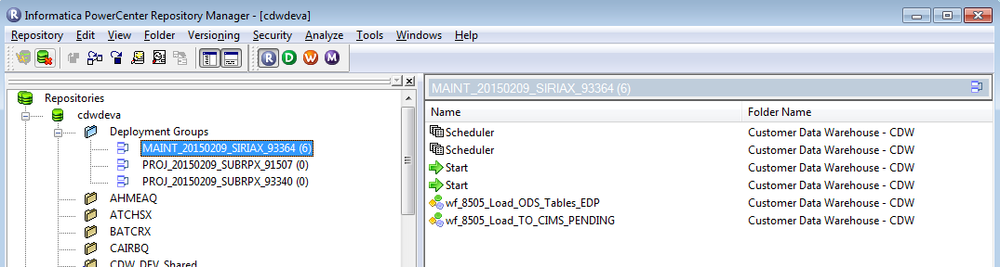 Informatica PowerCenter Repository Manager - [cdwdeva]
Repository Edit View Folder Versioning Security Analyze Tools Windows Help
R D W M
Repositories
cdwdeva
Deployment Groups
MAINT_20150209_SIRIAX_93364 (6)
PROJ_20150209_SUBRPX_91507 (0)
PROJ_20150209_SUBRPX_93340 (0)
AHMEAQ
ATCHSX
BATCRX
CAIRBQ
CDW_DEV_Shared
MAINT_20150209_SIRIAX_93364 (6)
Name Folder Name
Scheduler Customer Data Warehouse - CDW
Scheduler Customer Data Warehouse - CDW
Start Customer Data Warehouse - CDW
Start Customer Data Warehouse - CDW
wf_8505_Load_ODS_Tables_EDP Customer Data Warehouse - CDW
wf_8505_Load_TO_CIMS_PENDING Customer Data Warehouse - CDW